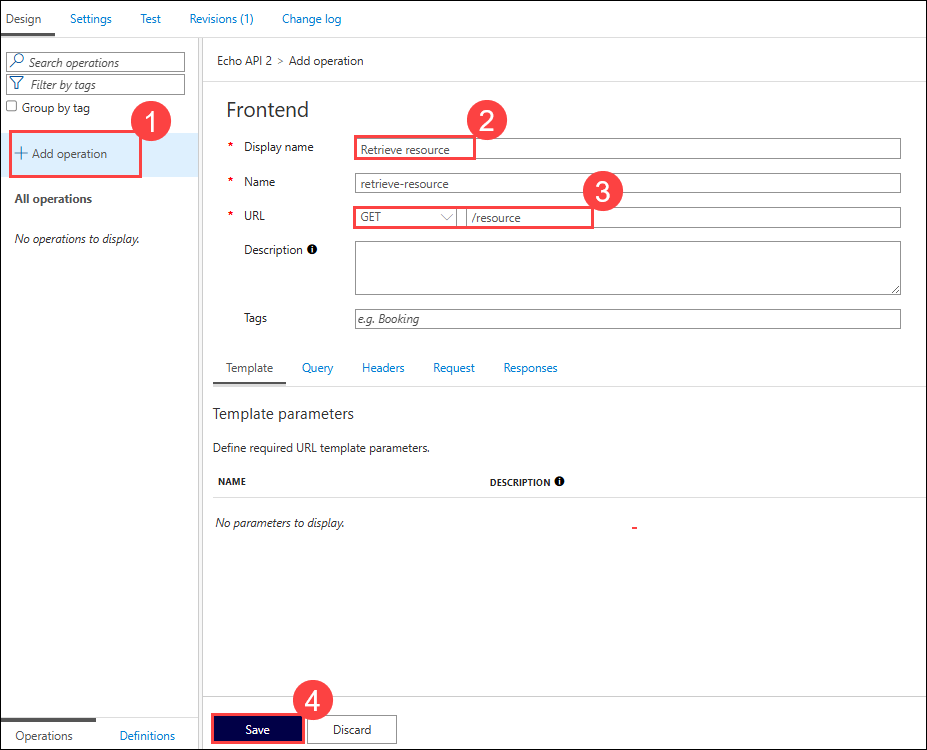 Design Settings Test Revisions (1) Change log
Search operations
Filter by tags
Group by tag
1
+ Add operation
All operations
No operations to display.
Operations Definitions
Echo API 2 > Add operation
Frontend
2
* Display name Retrieve resource
* Name retrieve-resource
3
* URL GET /resource
Description
Tags e.g. Booking
Template Query Headers Request Responses
Template parameters
Define required URL template parameters.
NAME DESCRIPTION
No parameters to display.
4
Save Discard